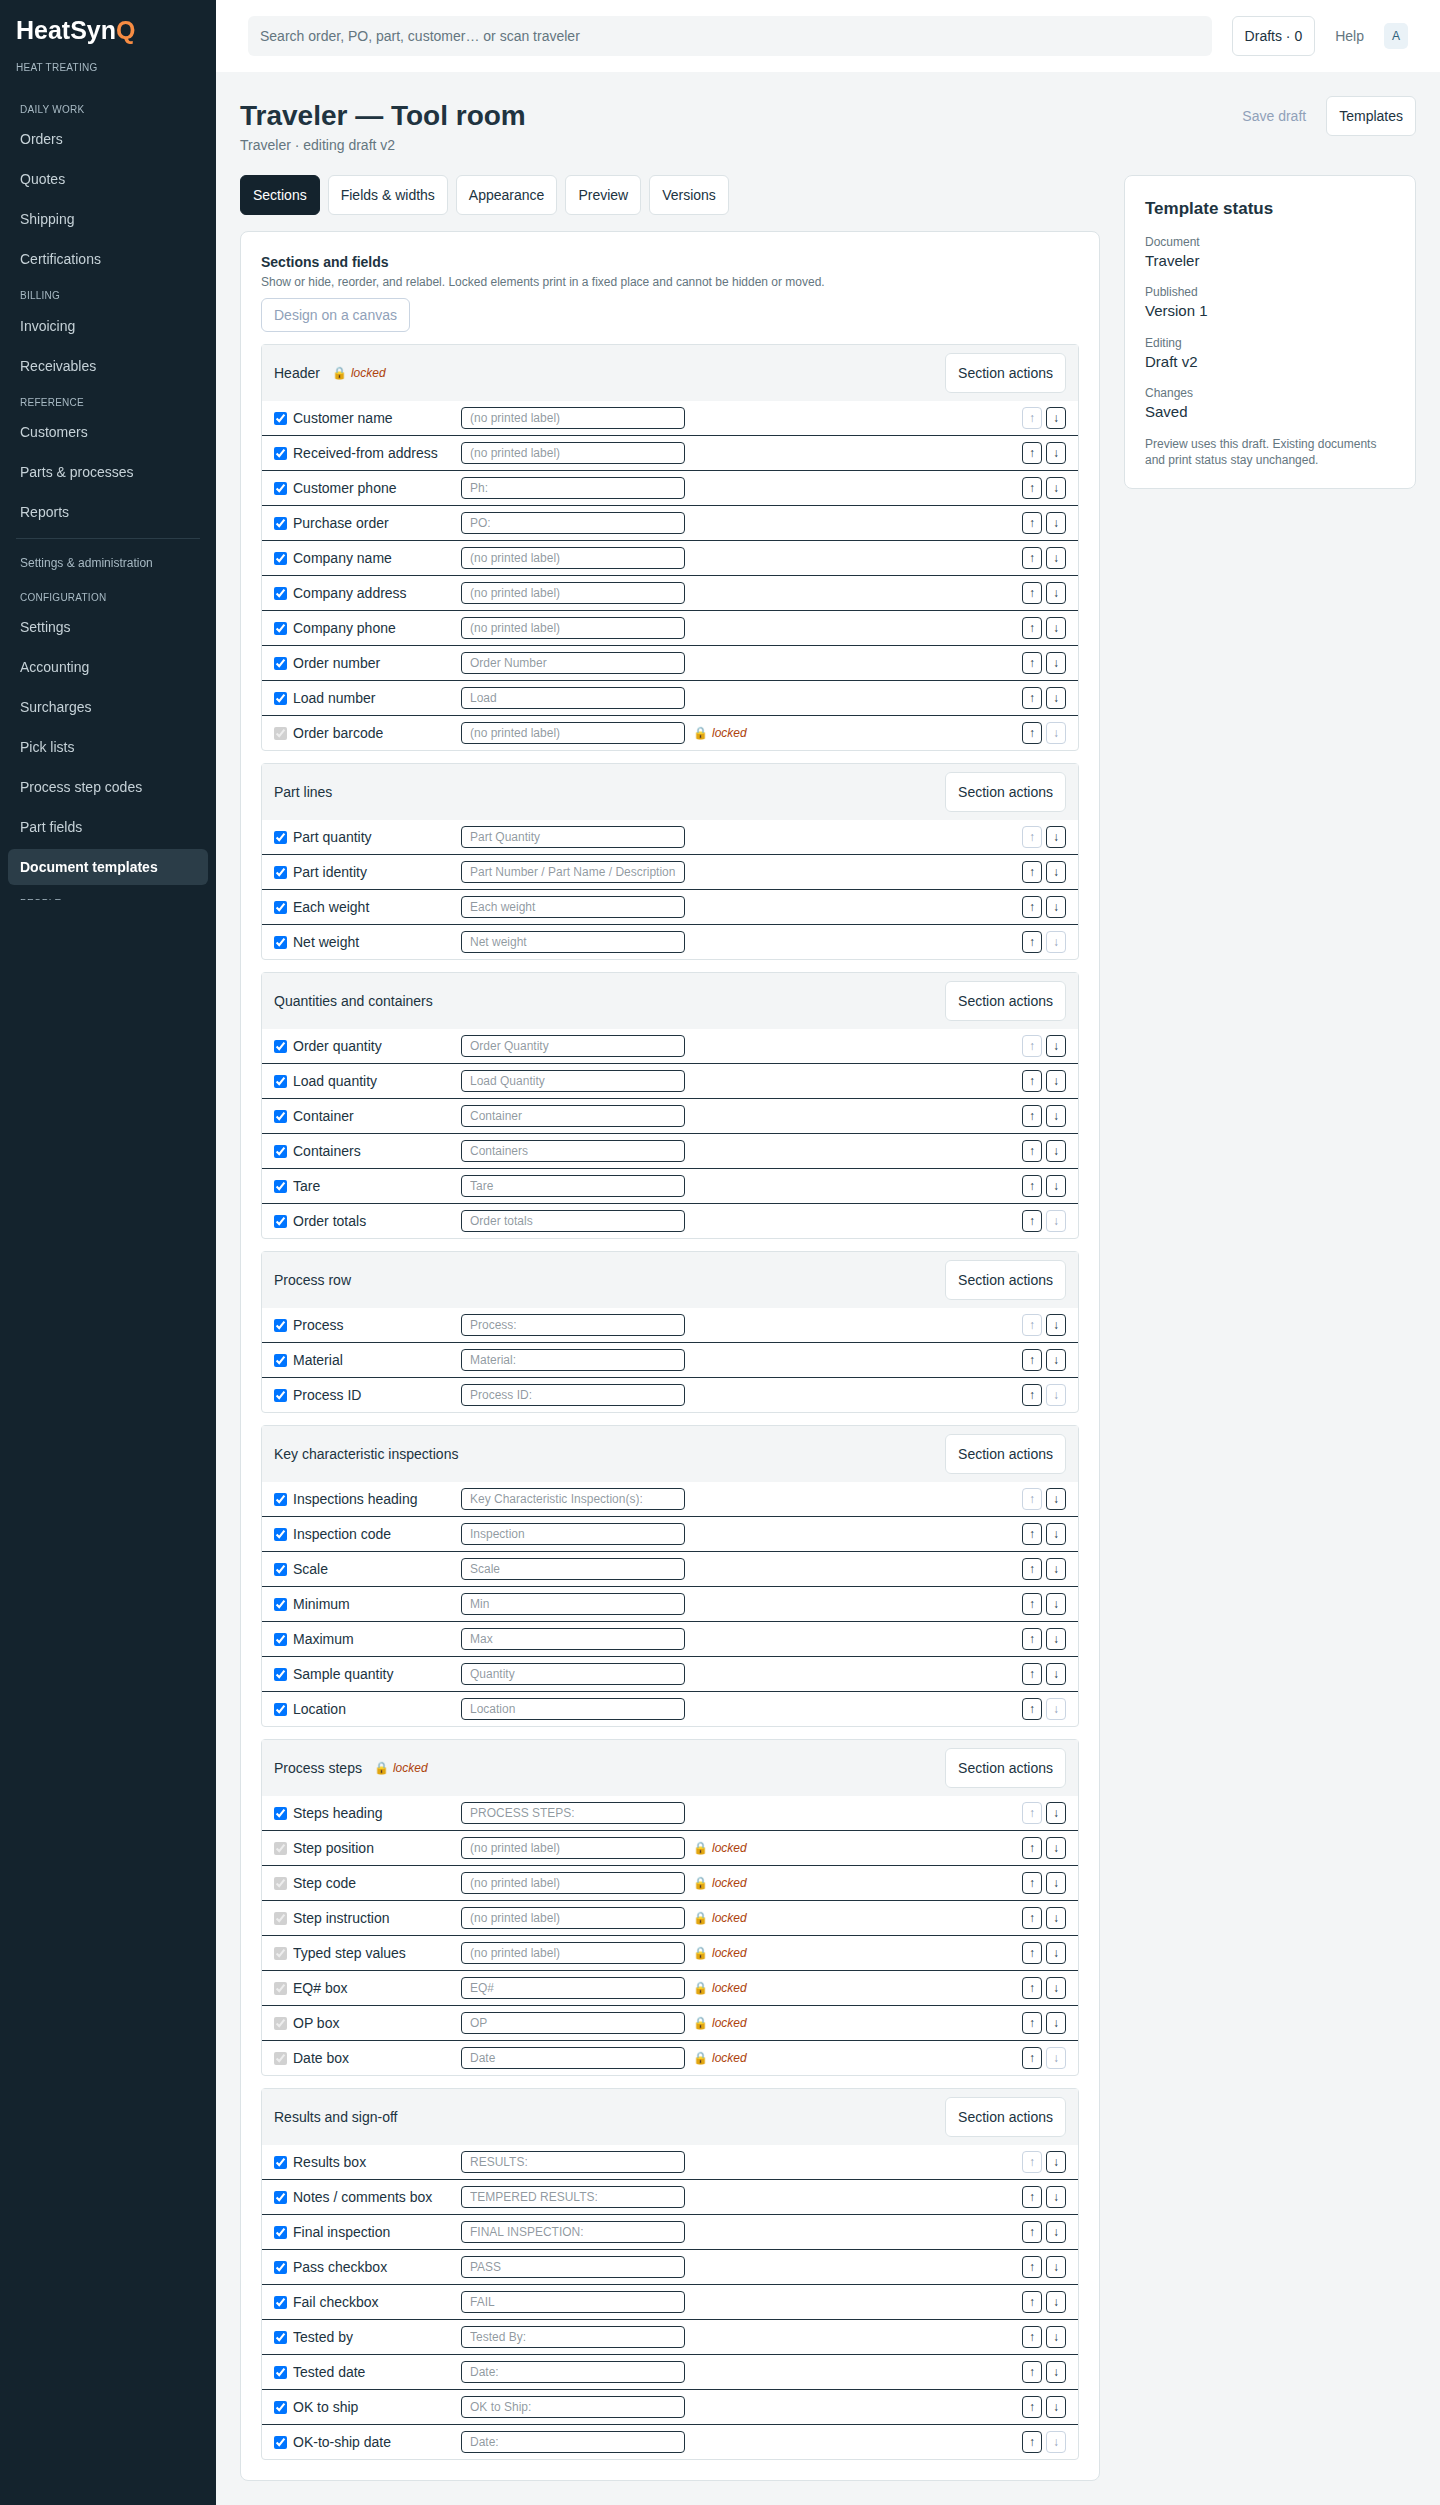 HeatSynQ
HEAT TREATING
DAILY WORK
Orders
Quotes
Shipping
Certifications
BILLING
Invoicing
Receivables
REFERENCE
Customers
Parts & processes
Reports
Settings & administration
CONFIGURATION
Settings
Accounting
Surcharges
Pick lists
Process step codes
Part fields
Document templates
Search order, PO, part, customer… or scan traveler
Drafts · 0
Help
A
Traveler — Tool room
Traveler · editing draft v2
Save draft
Templates
Sections
Fields & widths
Appearance
Preview
Versions
Sections and fields
Show or hide, reorder, and relabel. Locked elements print in a fixed place and cannot be hidden or moved.
Design on a canvas
Header 🔒 locked Section actions
Customer name (no printed label) ↑ ↓
Received-from address (no printed label) ↑ ↓
Customer phone Ph: ↑ ↓
Purchase order PO: ↑ ↓
Company name (no printed label) ↑ ↓
Company address (no printed label) ↑ ↓
Company phone (no printed label) ↑ ↓
Order number Order Number ↑ ↓
Load number Load ↑ ↓
Order barcode (no printed label) 🔒 locked ↑ ↓
Part lines Section actions
Part quantity Part Quantity ↑ ↓
Part identity Part Number / Part Name / Description ↑ ↓
Each weight Each weight ↑ ↓
Net weight Net weight ↑ ↓
Quantities and containers Section actions
Order quantity Order Quantity ↑ ↓
Load quantity Load Quantity ↑ ↓
Container Container ↑ ↓
Containers Containers ↑ ↓
Tare Tare ↑ ↓
Order totals Order totals ↑ ↓
Process row Section actions
Process Process: ↑ ↓
Material Material: ↑ ↓
Process ID Process ID: ↑ ↓
Key characteristic inspections Section actions
Inspections heading Key Characteristic Inspection(s): ↑ ↓
Inspection code Inspection ↑ ↓
Scale Scale ↑ ↓
Minimum Min ↑ ↓
Maximum Max ↑ ↓
Sample quantity Quantity ↑ ↓
Location Location ↑ ↓
Process steps 🔒 locked Section actions
Steps heading PROCESS STEPS: ↑ ↓
Step position (no printed label) 🔒 locked ↑ ↓
Step code (no printed label) 🔒 locked ↑ ↓
Step instruction (no printed label) 🔒 locked ↑ ↓
Typed step values (no printed label) 🔒 locked ↑ ↓
EQ# box EQ# 🔒 locked ↑ ↓
OP box OP 🔒 locked ↑ ↓
Date box Date 🔒 locked ↑ ↓
Results and sign-off Section actions
Results box RESULTS: ↑ ↓
Notes / comments box TEMPERED RESULTS: ↑ ↓
Final inspection FINAL INSPECTION: ↑ ↓
Pass checkbox PASS ↑ ↓
Fail checkbox FAIL ↑ ↓
Tested by Tested By: ↑ ↓
Tested date Date: ↑ ↓
OK to ship OK to Ship: ↑ ↓
OK-to-ship date Date: ↑ ↓
Template status
Document
Traveler
Published
Version 1
Editing
Draft v2
Changes
Saved
Preview uses this draft. Existing documents
and print status stay unchanged.